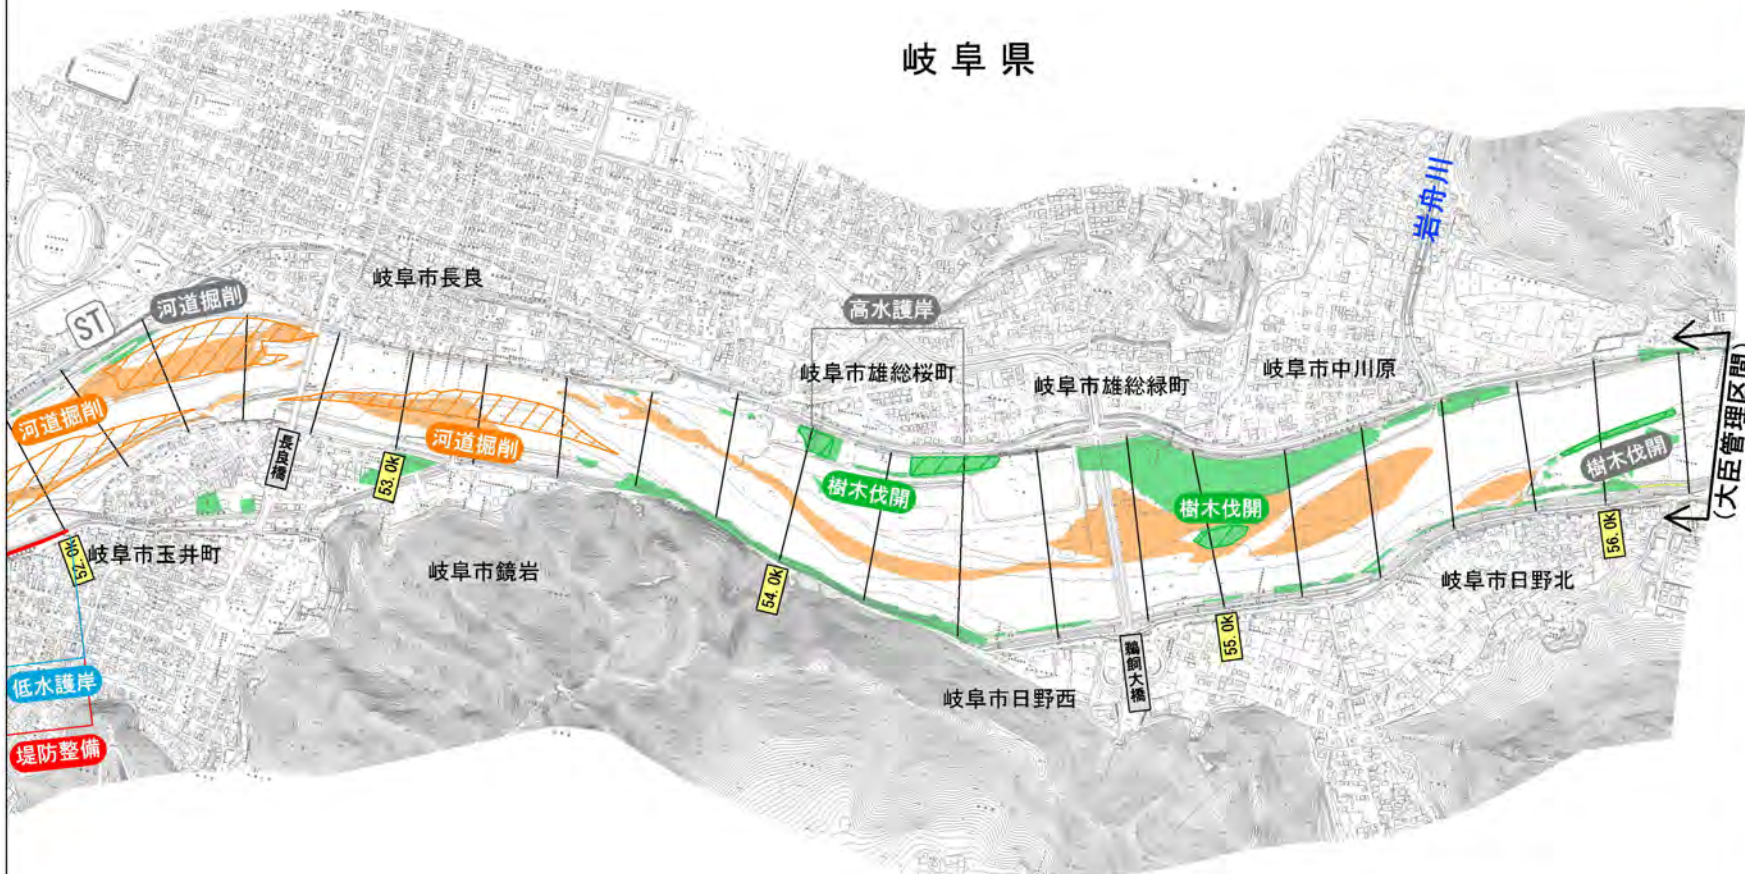 岐阜県
岩舟川
岐阜市長良
河道掘削
ST
高水護岸
岐阜市雄総桜町
岐阜市雄総緑町
岐阜市中川原
(大臣管理区間)
河道掘削
河道掘削
長良橋
53.0K
樹木伐開
樹木伐開
樹木伐開
52.0K
岐阜市玉井町
岐阜市鏡岩
54.0K
55.0K
56.0K
岐阜市日野北
鵜飼大橋
岐阜市日野西
低水護岸
堤防整備